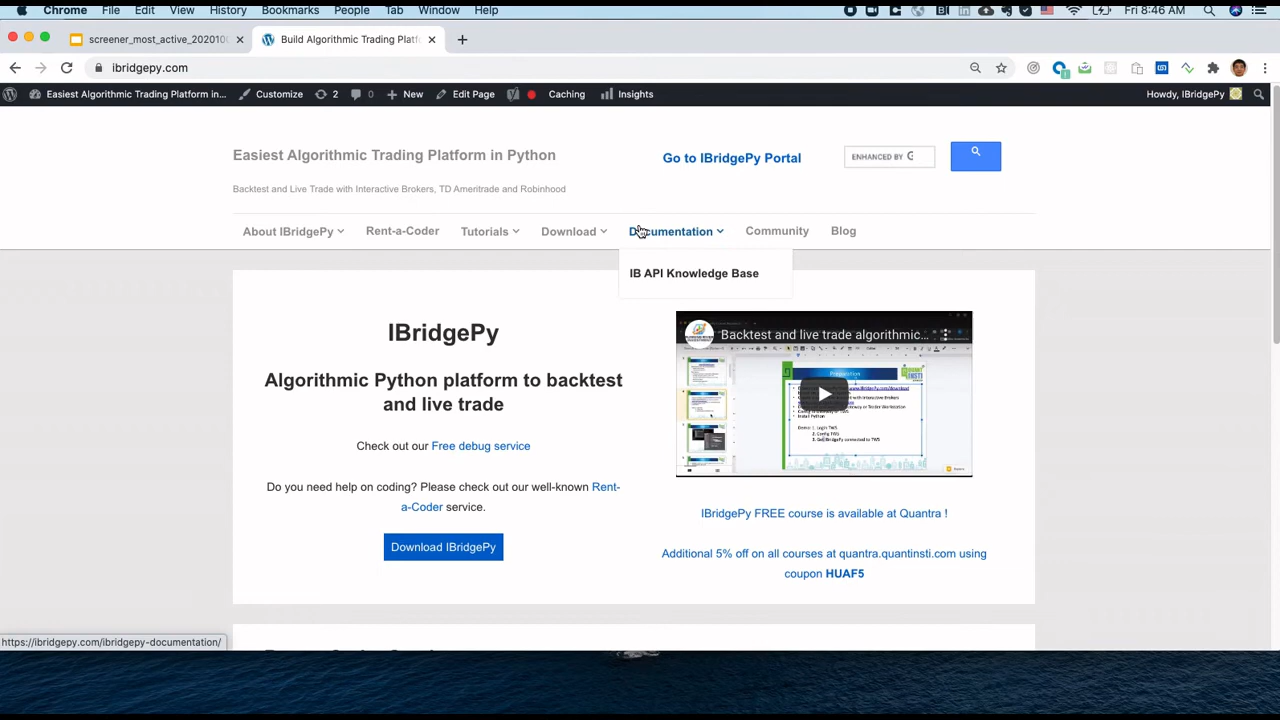 Chrome File Edit View History Bookmarks People Tab Window Help Fri 8:46 AM
screener_most_active_202010 Build Algorithmic Trading Platf
ibridgepy.com
Easiest Algorithmic Trading Platform in... Customize 2 0 New Edit Page Caching Insights Howdy, IBridgePy
Easiest Algorithmic Trading Platform in Python
Go to IBridgePy Portal
ENHANCED BY G
Backtest and Live Trade with Interactive Brokers, TD Ameritrade and Robinhood
About IBridgePy Rent-a-Coder Tutorials Download Documentation Community Blog
IB API Knowledge Base
IBridgePy
Algorithmic Python platform to backtest
and live trade
Check out our Free debug service
Do you need help on coding? Please check out our well-known Rent-
a-Coder service.
Download IBridgePy
Backtest and live trade algorithmic...
Preparation
IBridgePy FREE course is available at Quantra !
Additional 5% off on all courses at quantra.quantinsti.com using
coupon HUAF5
https://ibridgepy.com/ibridgepy-documentation/